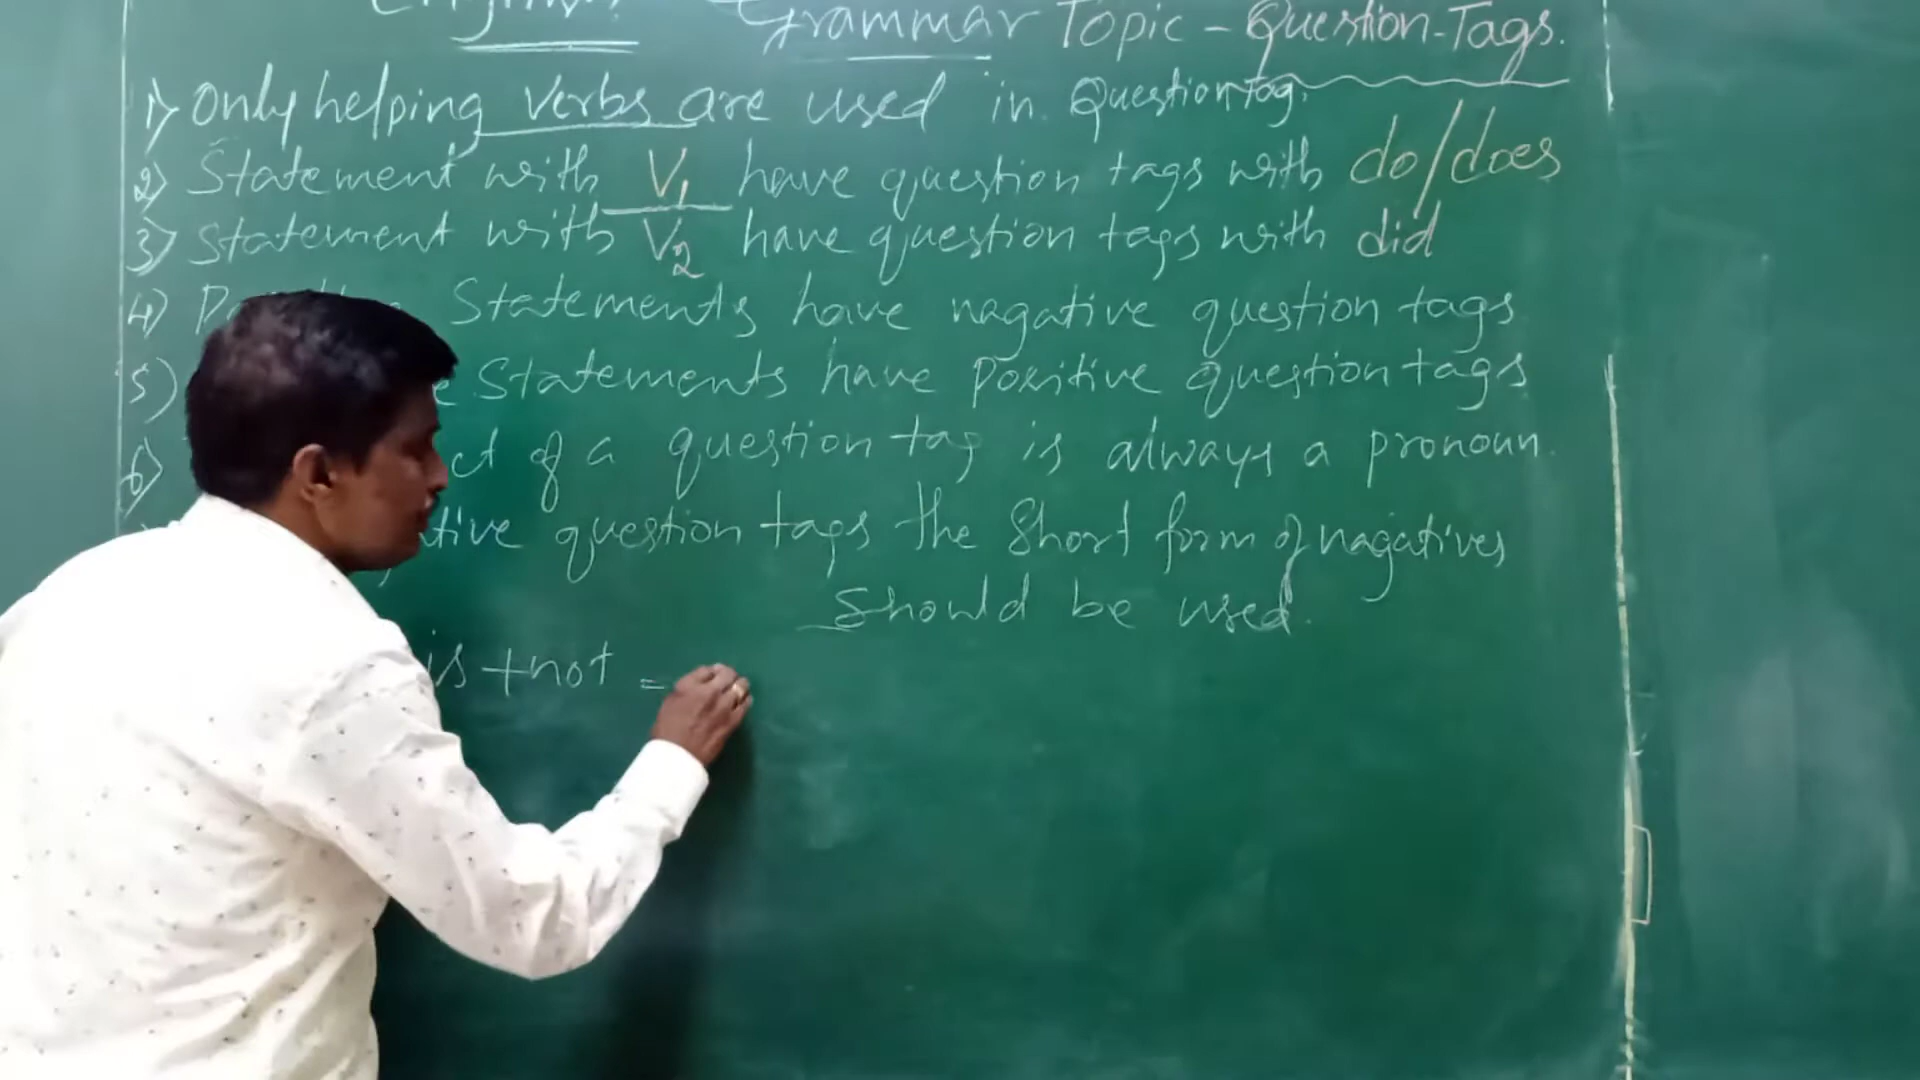 Grammar Topic - Question-Tags.
1) Only helping verbs are used in Question Tag.
2) Statement with V1 have question tags with do/does
3) Statement with V2 have question tags with did
4) Statements have nagative question tags
5) Statements have Positive question tags
6) of a question tag is always a pronoun.
question tags the Short form of nagatives
Should be used.
is + not =